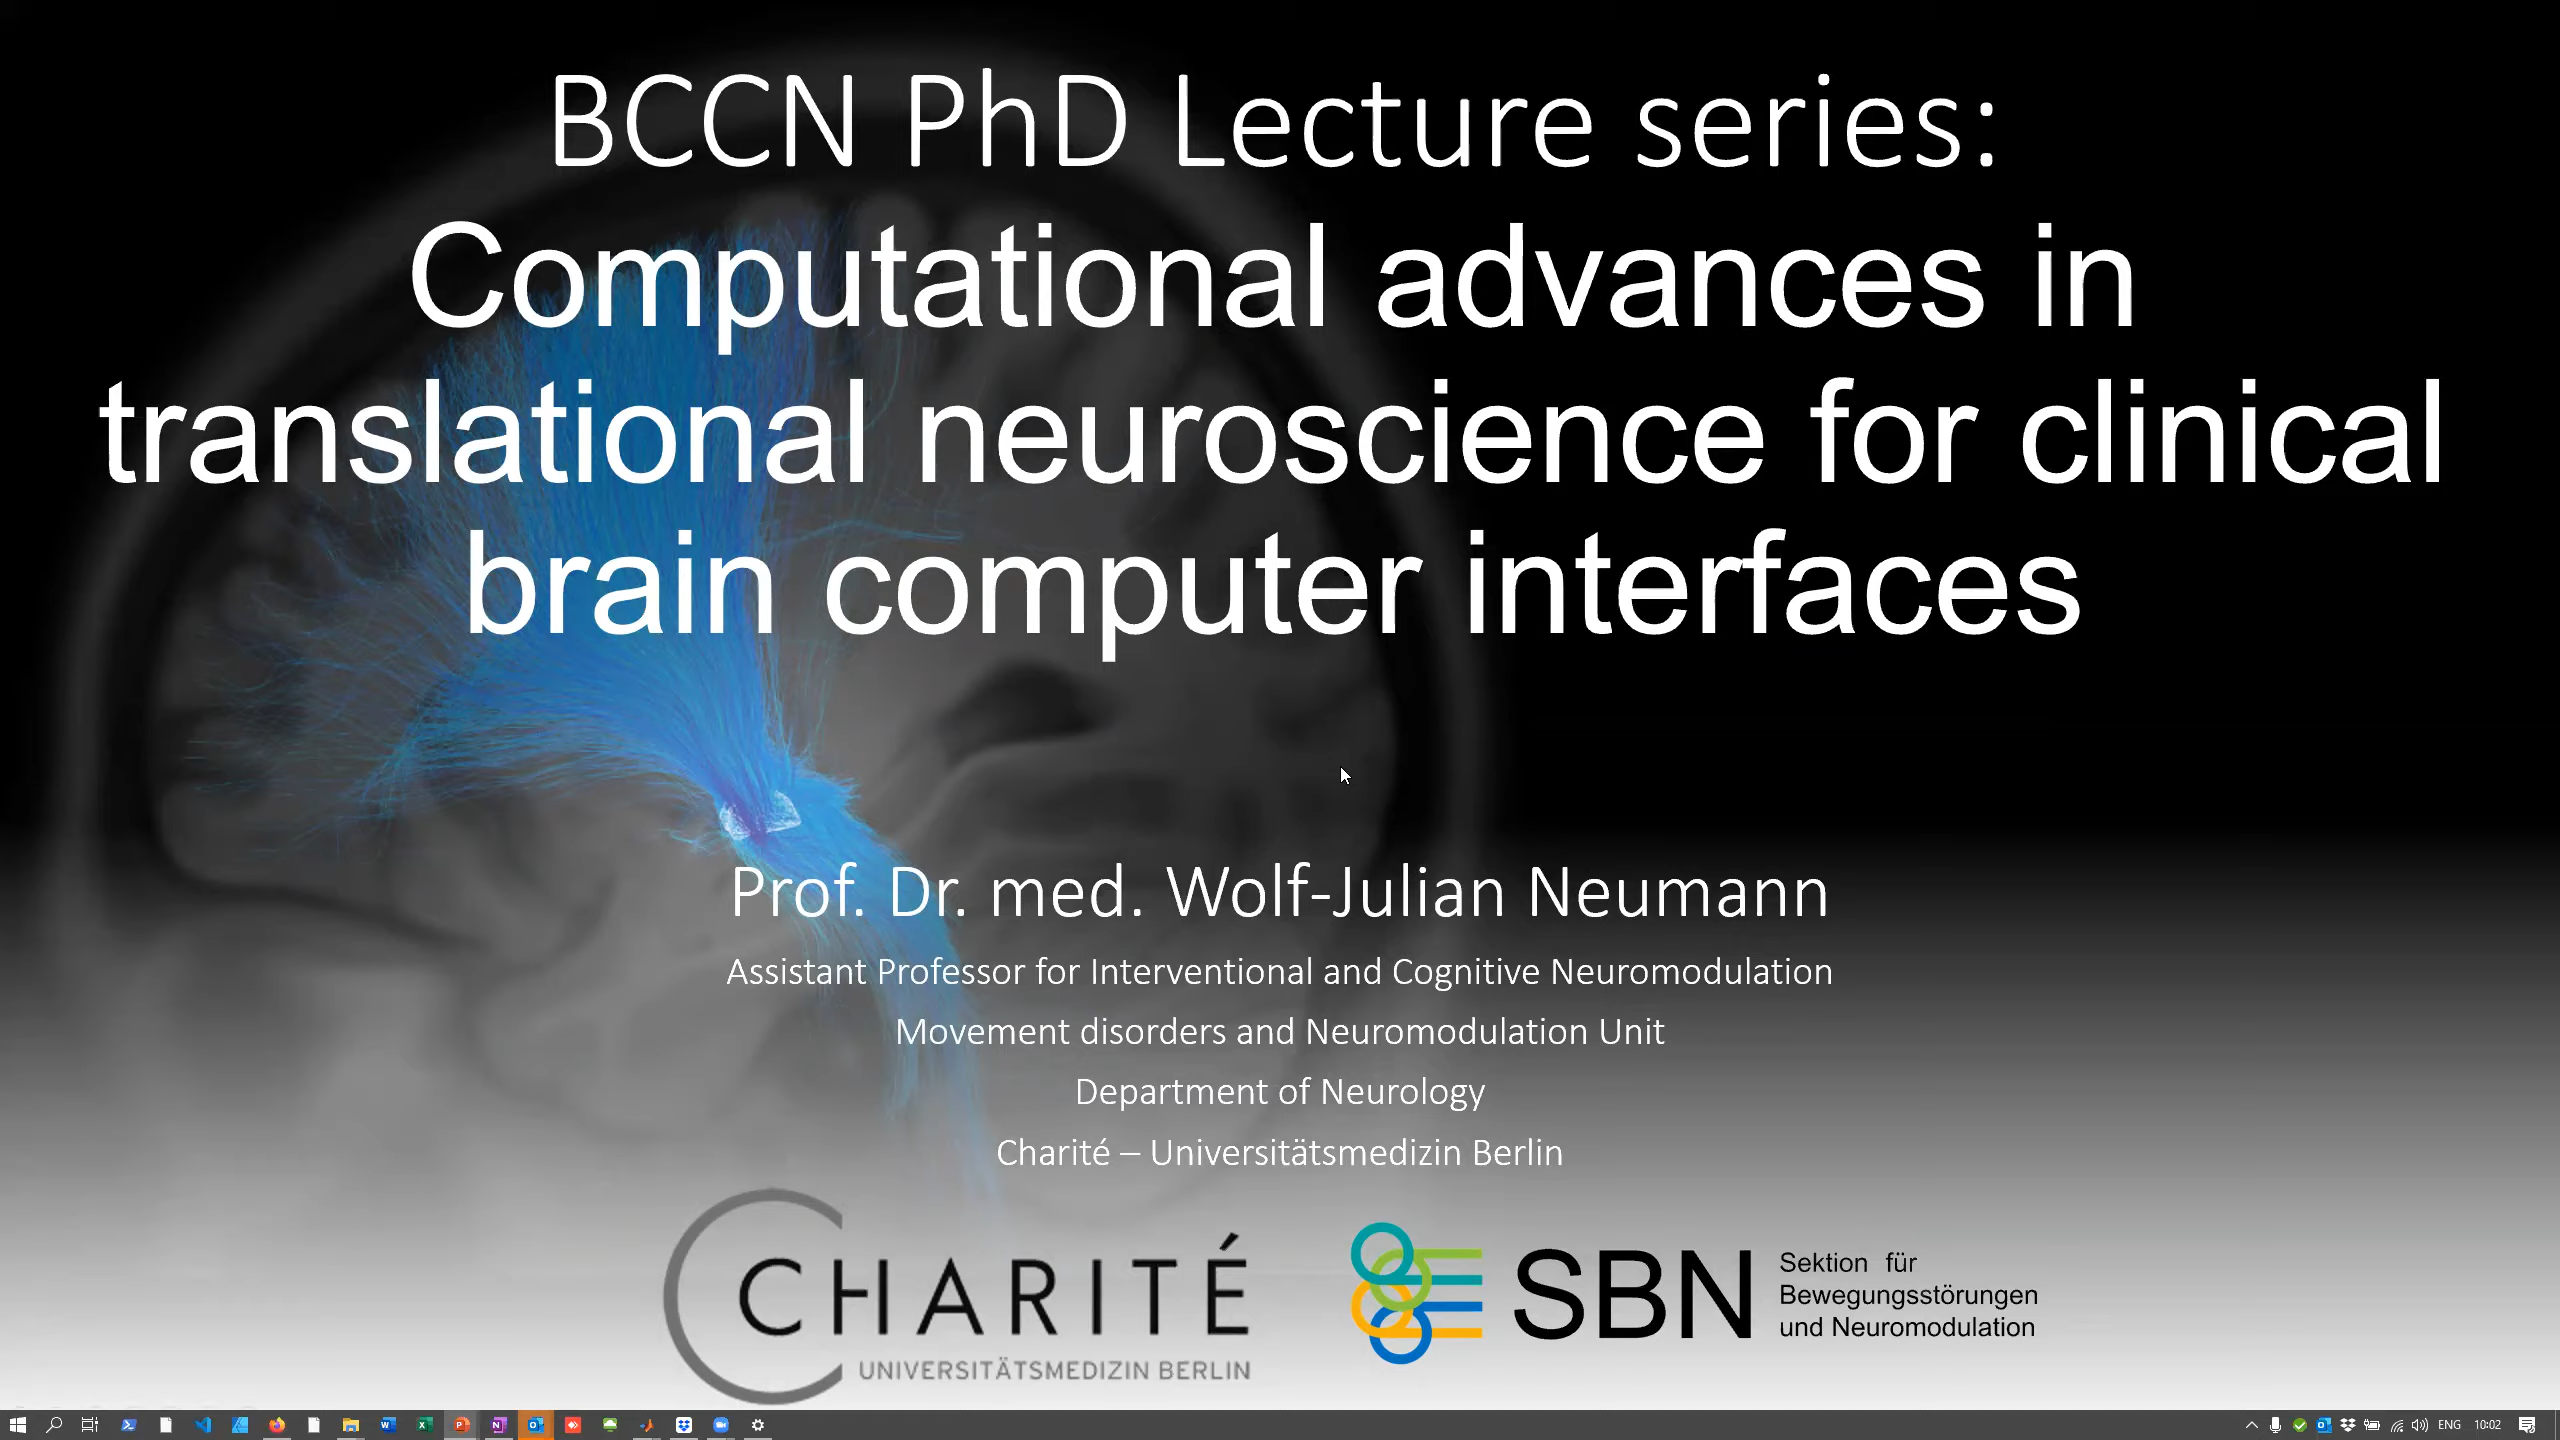 BCCN PhD Lecture series:
Computational advances in
translational neuroscience for clinical
brain computer interfaces
Prof. Dr. med. Wolf-Julian Neumann
Assistant Professor for Interventional and Cognitive Neuromodulation
Movement disorders and Neuromodulation Unit
Department of Neurology
Charité – Universitätsmedizin Berlin
CHARITÉ
UNIVERSITÄTSMEDIZIN BERLIN
SBN
Sektion für
Bewegungsstörungen
und Neuromodulation
ENG 10:02